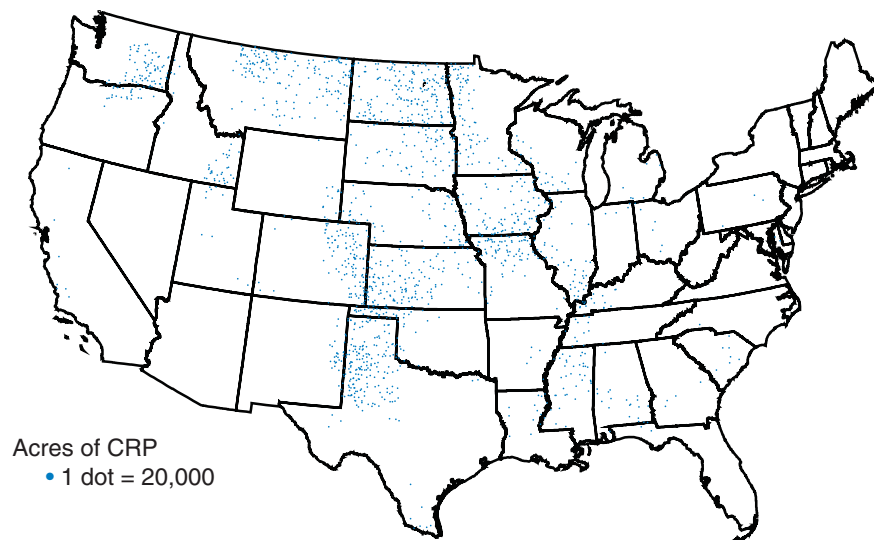 Acres of CRP
• 1 dot = 20,000